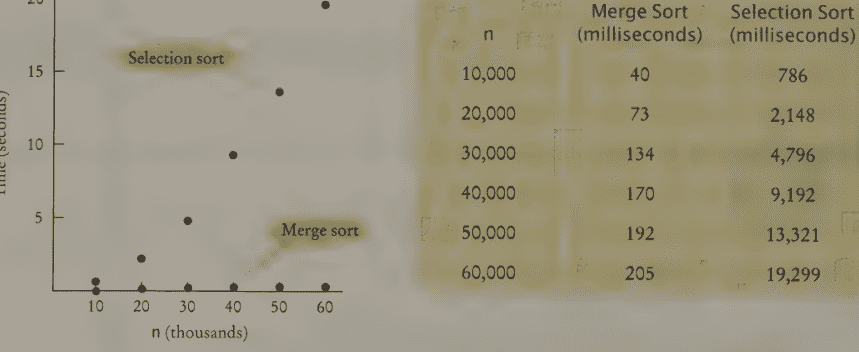 20
Selection sort
15
10
5
Merge sort
10 20 30 40 50 60
n (thousands)
Time (seconds)
n Merge Sort (milliseconds) Selection Sort (milliseconds)
10,000 40 786
20,000 73 2,148
30,000 134 4,796
40,000 170 9,192
50,000 192 13,321
60,000 205 19,299